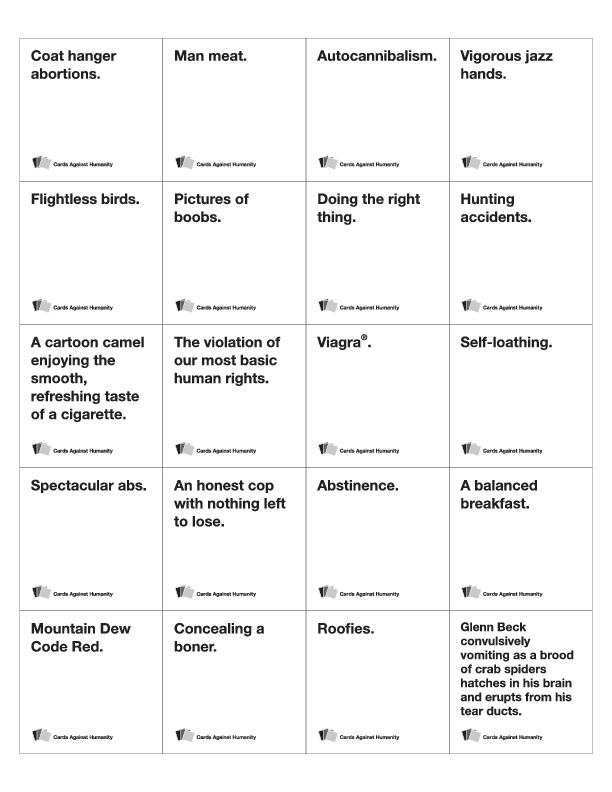 Coat hanger
abortions.
Cards Against Humanity
Man meat.
Cards Against Humanity
Autocannibalism.
Cards Against Humanity
Vigorous jazz
hands.
Cards Against Humanity
Flightless birds.
Cards Against Humanity
Pictures of
boobs.
Cards Against Humanity
Doing the right
thing.
Cards Against Humanity
Hunting
accidents.
Cards Against Humanity
A cartoon camel
enjoying the
smooth,
refreshing taste
of a cigarette.
Cards Against Humanity
The violation of
our most basic
human rights.
Cards Against Humanity
Viagra®.
Cards Against Humanity
Self-loathing.
Cards Against Humanity
Spectacular abs.
Cards Against Humanity
An honest cop
with nothing left
to lose.
Cards Against Humanity
Abstinence.
Cards Against Humanity
A balanced
breakfast.
Cards Against Humanity
Mountain Dew
Code Red.
Cards Against Humanity
Concealing a
boner.
Cards Against Humanity
Roofies.
Cards Against Humanity
Glenn Beck
convulsively
vomiting as a brood
of crab spiders
hatches in his brain
and erupts from his
tear ducts.
Cards Against Humanity